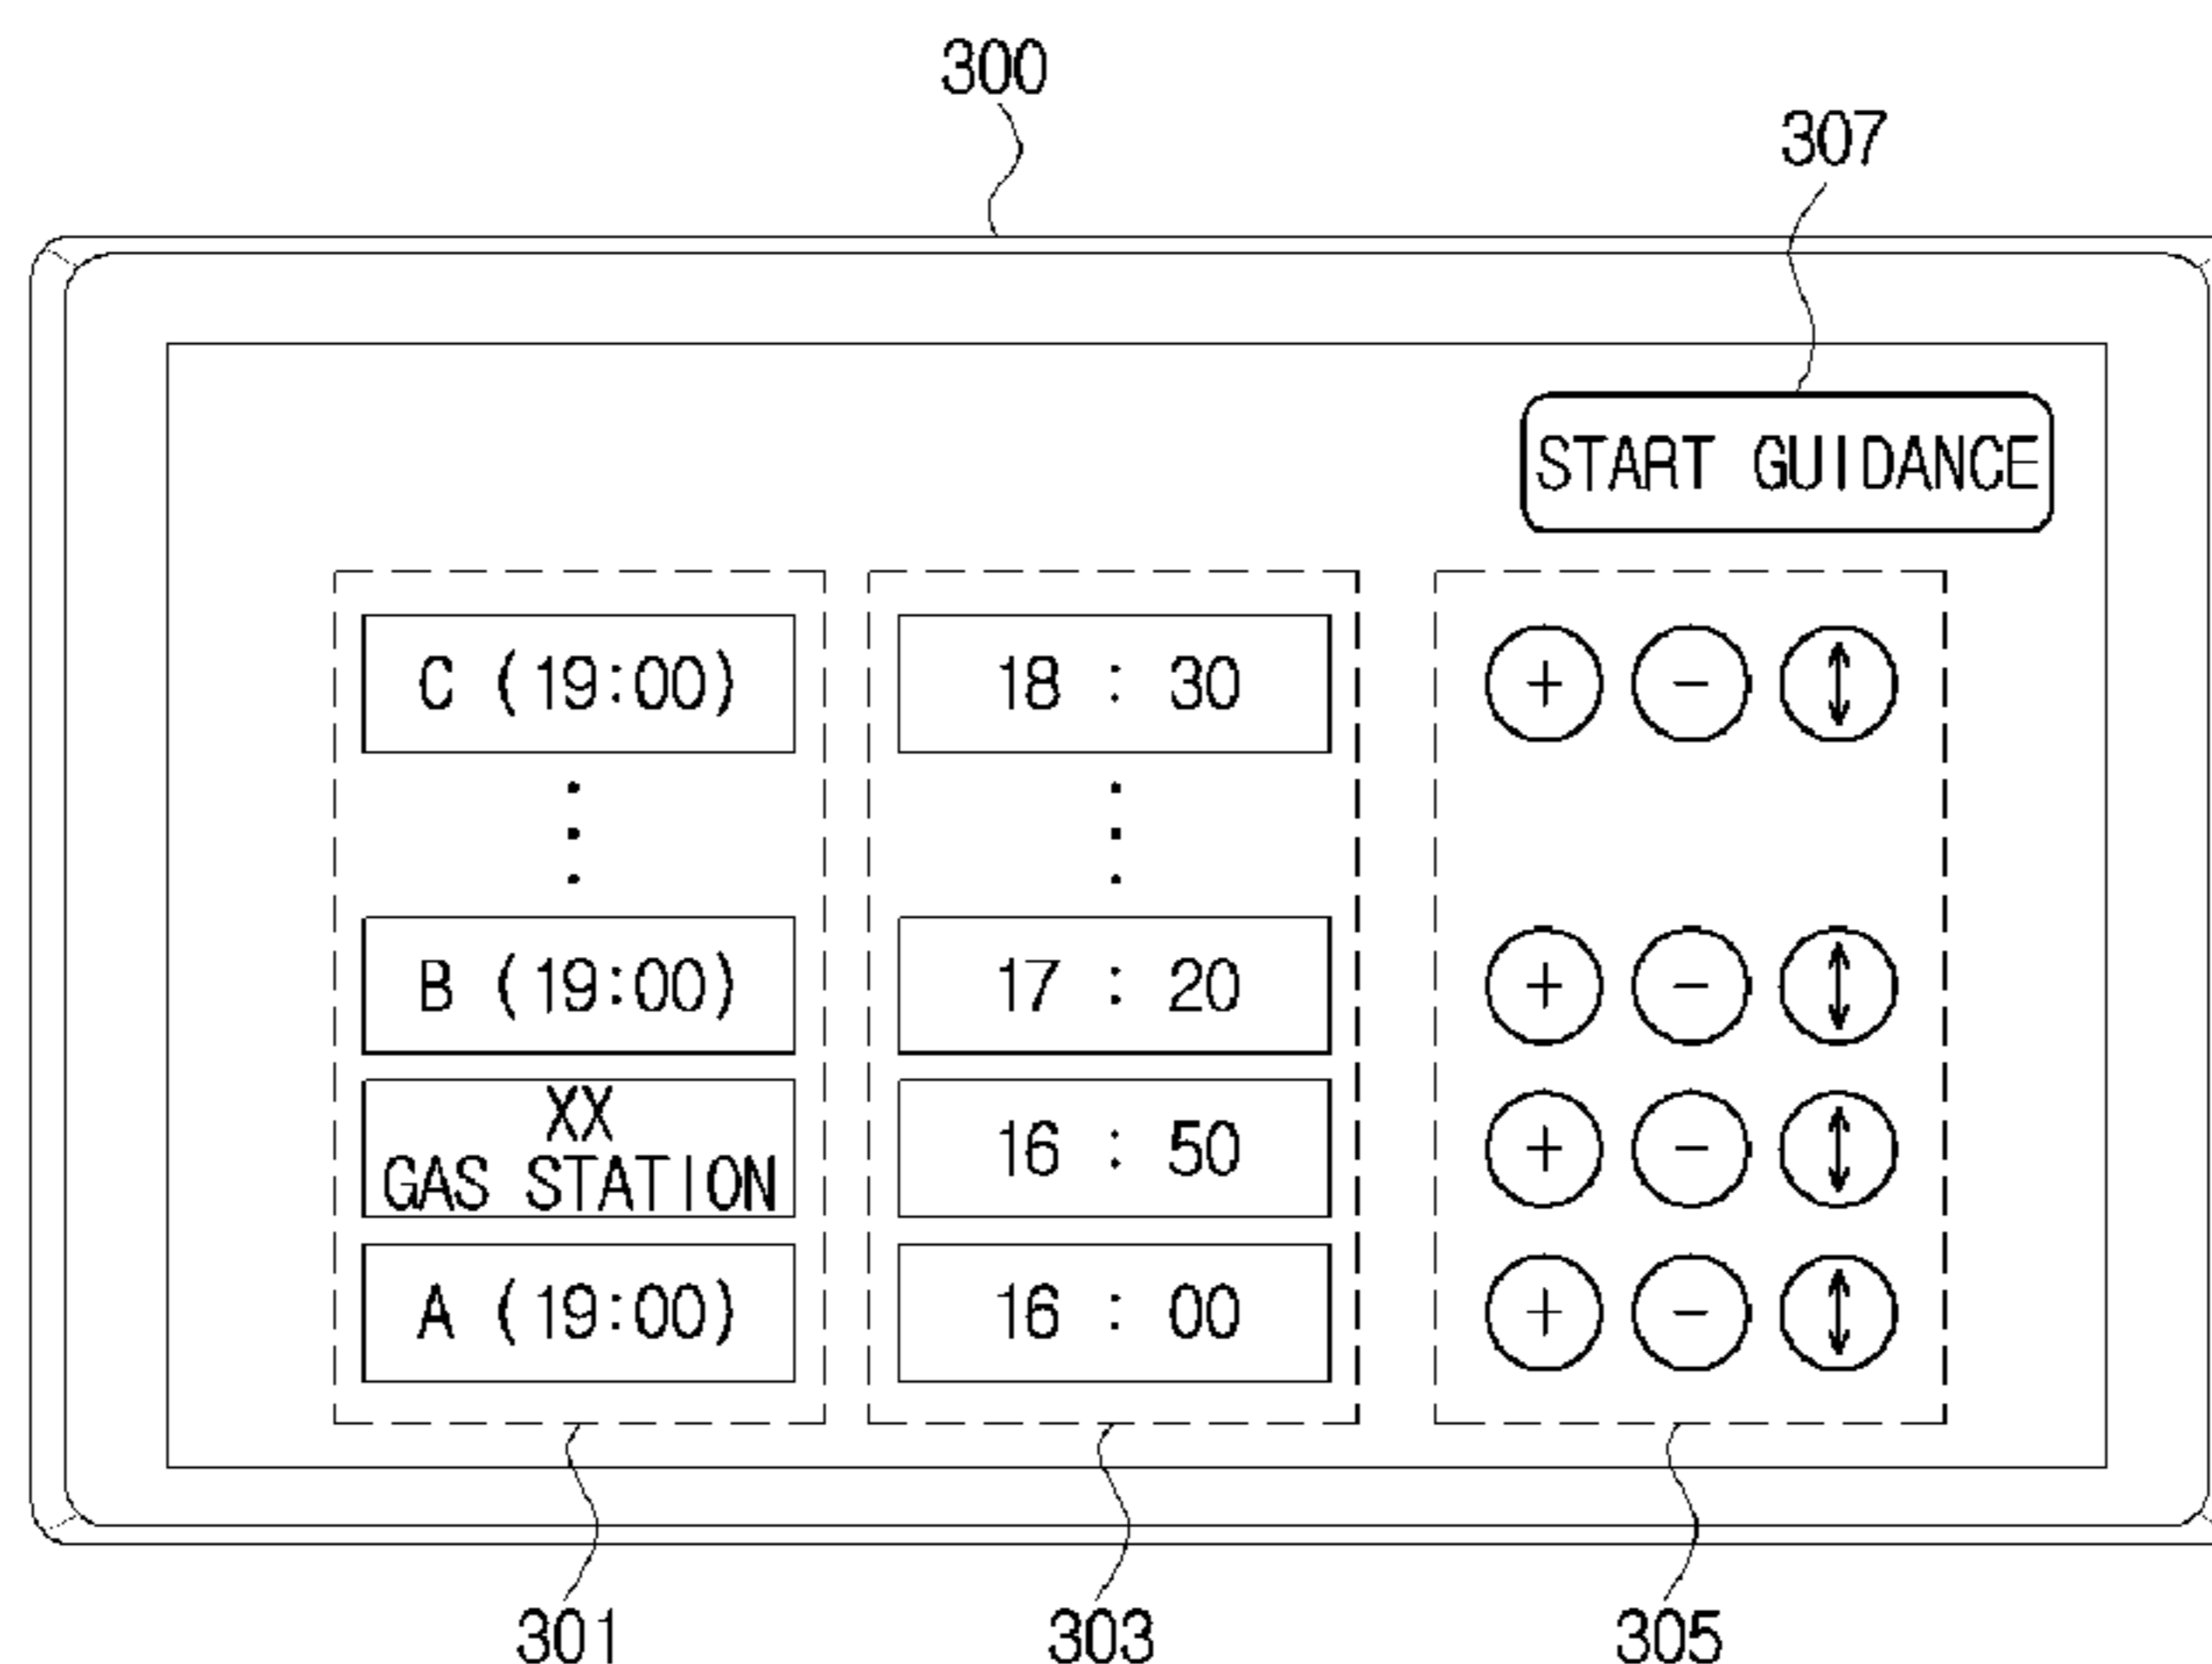 300
307
START GUIDANCE
C (19:00)
18 : 30
+ -
B (19:00)
17 : 20
+ -
XX
GAS STATION
16 : 50
+ -
A (19:00)
16 : 00
+ -
301
303
305